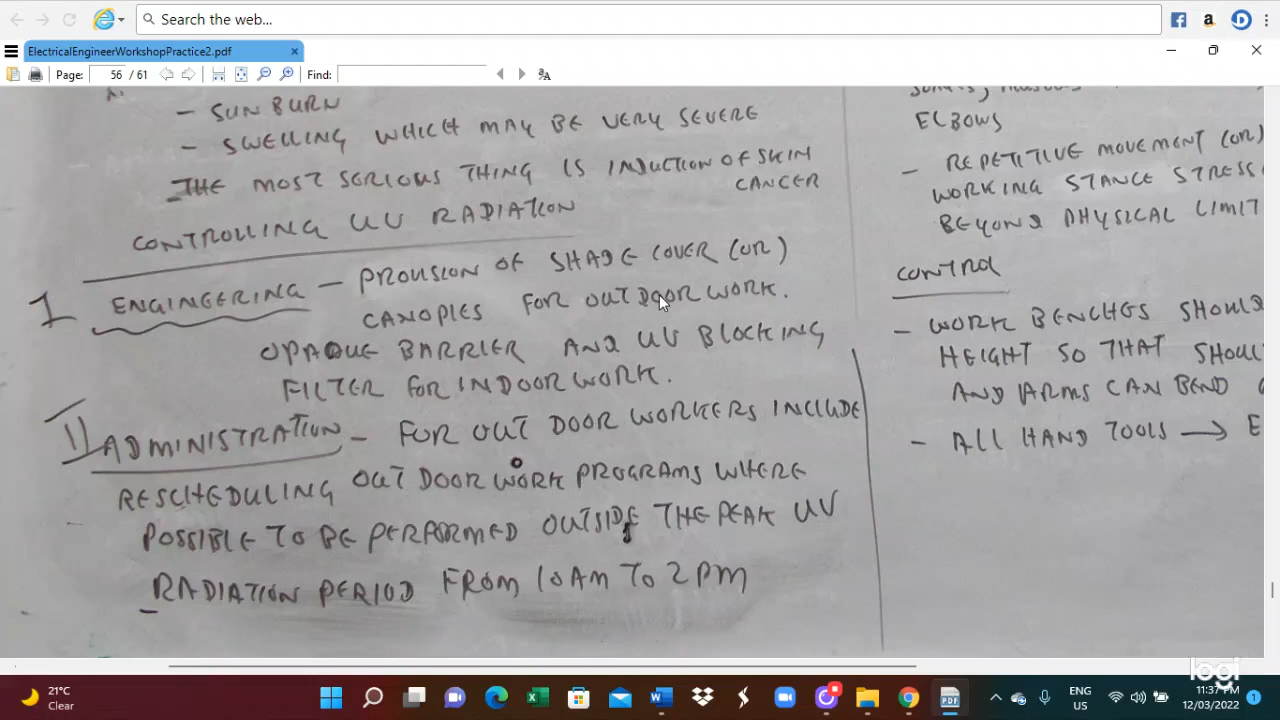 Search the web...
ElectricalEngineerWorkshopPractice2.pdf
Page: 56 / 61 Find:
- SUN BURN
- SWELLING WHICH MAY BE VERY SEVERE
THE MOST SERIOUS THING IS INDUCTION OF SKIN
CANCER
CONTROLLING UV RADIATION
I ENGINEERING - PROVISION OF SHADE COVER (OR)
CANOPIES FOR OUT DOOR WORK.
OPAQUE BARRIER AND UV BLOCKING
FILTER FOR INDOOR WORK.
II ADMINISTRATION - FOR OUT DOOR WORKERS INCLUDE
RESCHEDULING OUT DOOR WORK PROGRAMS WHERE
POSSIBLE TO BE PERFORMED OUTSIDE THE PEAK UV
RADIATION PERIOD FROM 10AM TO 2PM
ELBOWS
- REPETITIVE MOVEMENT (OR)
WORKING STANCE STRESS
BEYOND PHYSICAL LIMIT
CONTROL
- WORK BENCHES SHOULD
HEIGHT SO THAT SHOUL
AND ARMS CAN BEND
- ALL HAND TOOLS → E
logi
21°C
Clear
ENG
US
11:37 PM
12/03/2022
1